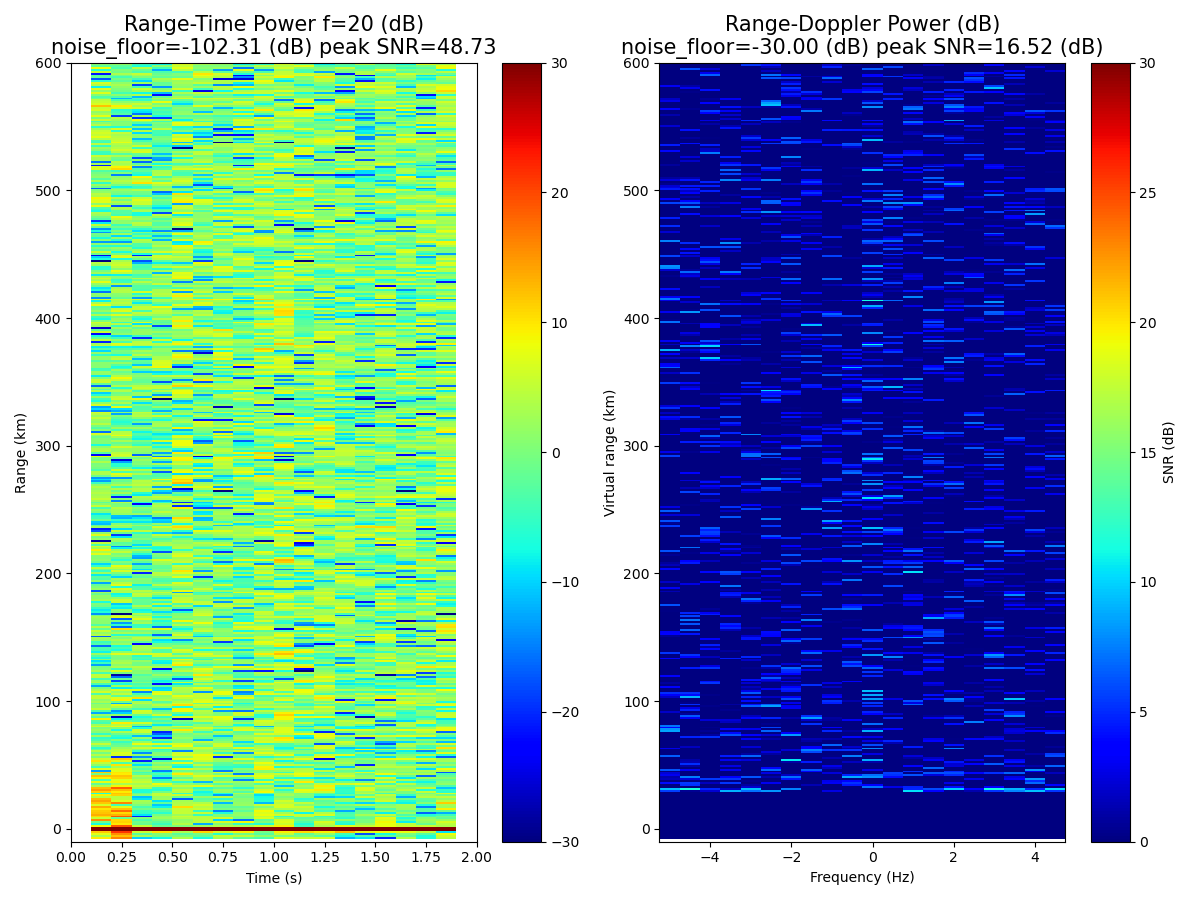 Range-Time Power f=20 (dB)
noise_floor=-102.31 (dB) peak SNR=48.73
600
500
400
300
200
100
0
Range (km)
0.00 0.25 0.50 0.75 1.00 1.25 1.50 1.75 2.00
Time (s)
30
20
10
0
−10
−20
−30
Range-Doppler Power (dB)
noise_floor=-30.00 (dB) peak SNR=16.52 (dB)
600
500
400
300
200
100
0
Virtual range (km)
−4 −2 0 2 4
Frequency (Hz)
30
25
20
15
10
5
0
SNR (dB)